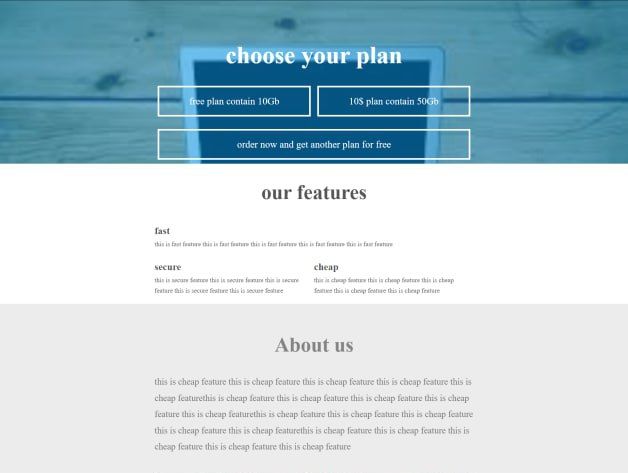 choose your plan
free plan contain 10Gb
10$ plan contain 50Gb
order now and get another plan for free
our features
fast
this is fast feature this is fast feature this is fast feature this is fast feature this is fast feature
secure
this is secure feature this is secure feature this is secure
feature this is secure feature this is secure feature
cheap
this is cheap feature this is cheap feature this is cheap
feature this is cheap feature this is cheap feature
About us
this is cheap feature this is cheap feature this is cheap feature this is cheap feature this is
cheap featurethis is cheap feature this is cheap feature this is cheap feature this is cheap
feature this is cheap featurethis is cheap feature this is cheap feature this is cheap feature
this is cheap feature this is cheap featurethis is cheap feature this is cheap feature this is
cheap feature this is cheap feature this is cheap feature